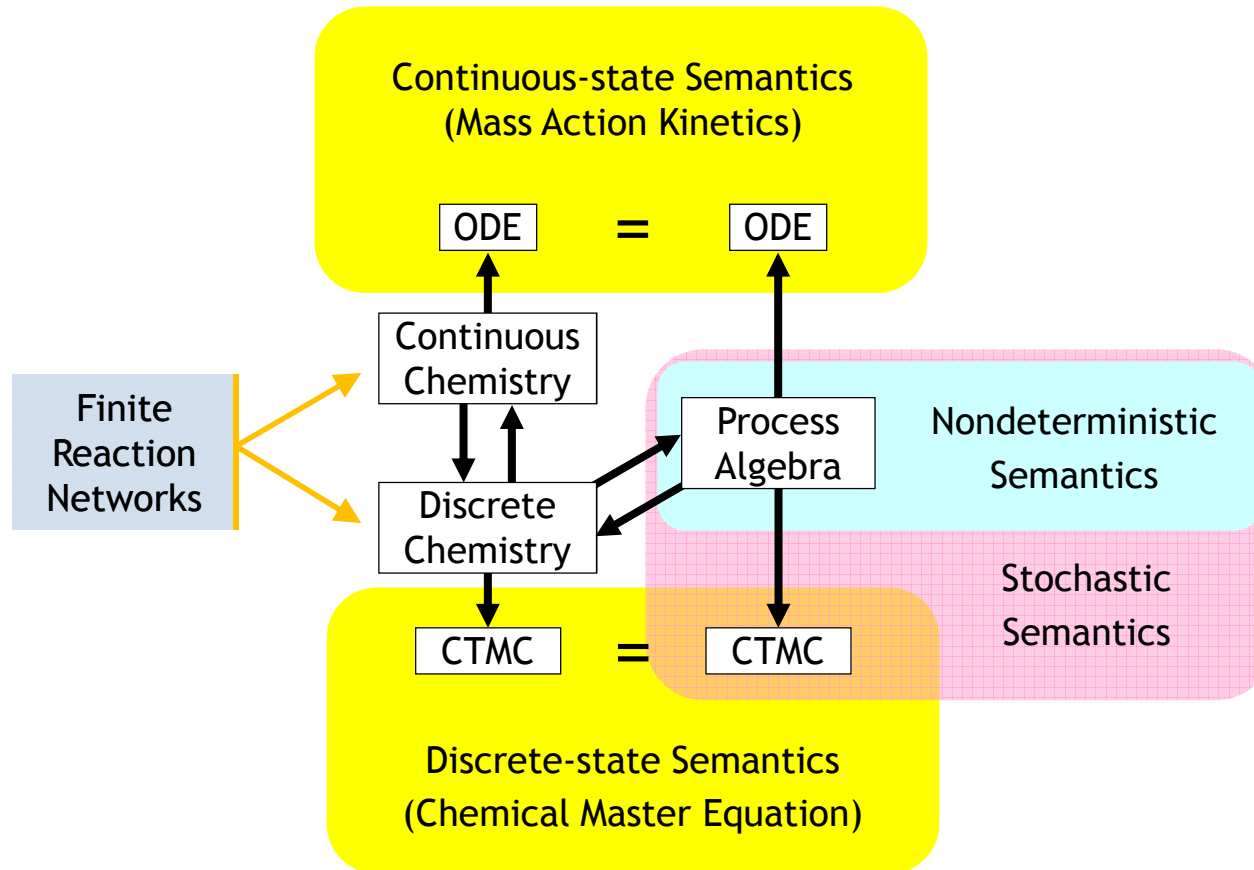 Continuous-state Semantics
(Mass Action Kinetics)
ODE = ODE
Continuous
Chemistry
Finite
Reaction
Networks
Process
Algebra
Nondeterministic
Semantics
Discrete
Chemistry
Stochastic
Semantics
CTMC = CTMC
Discrete-state Semantics
(Chemical Master Equation)